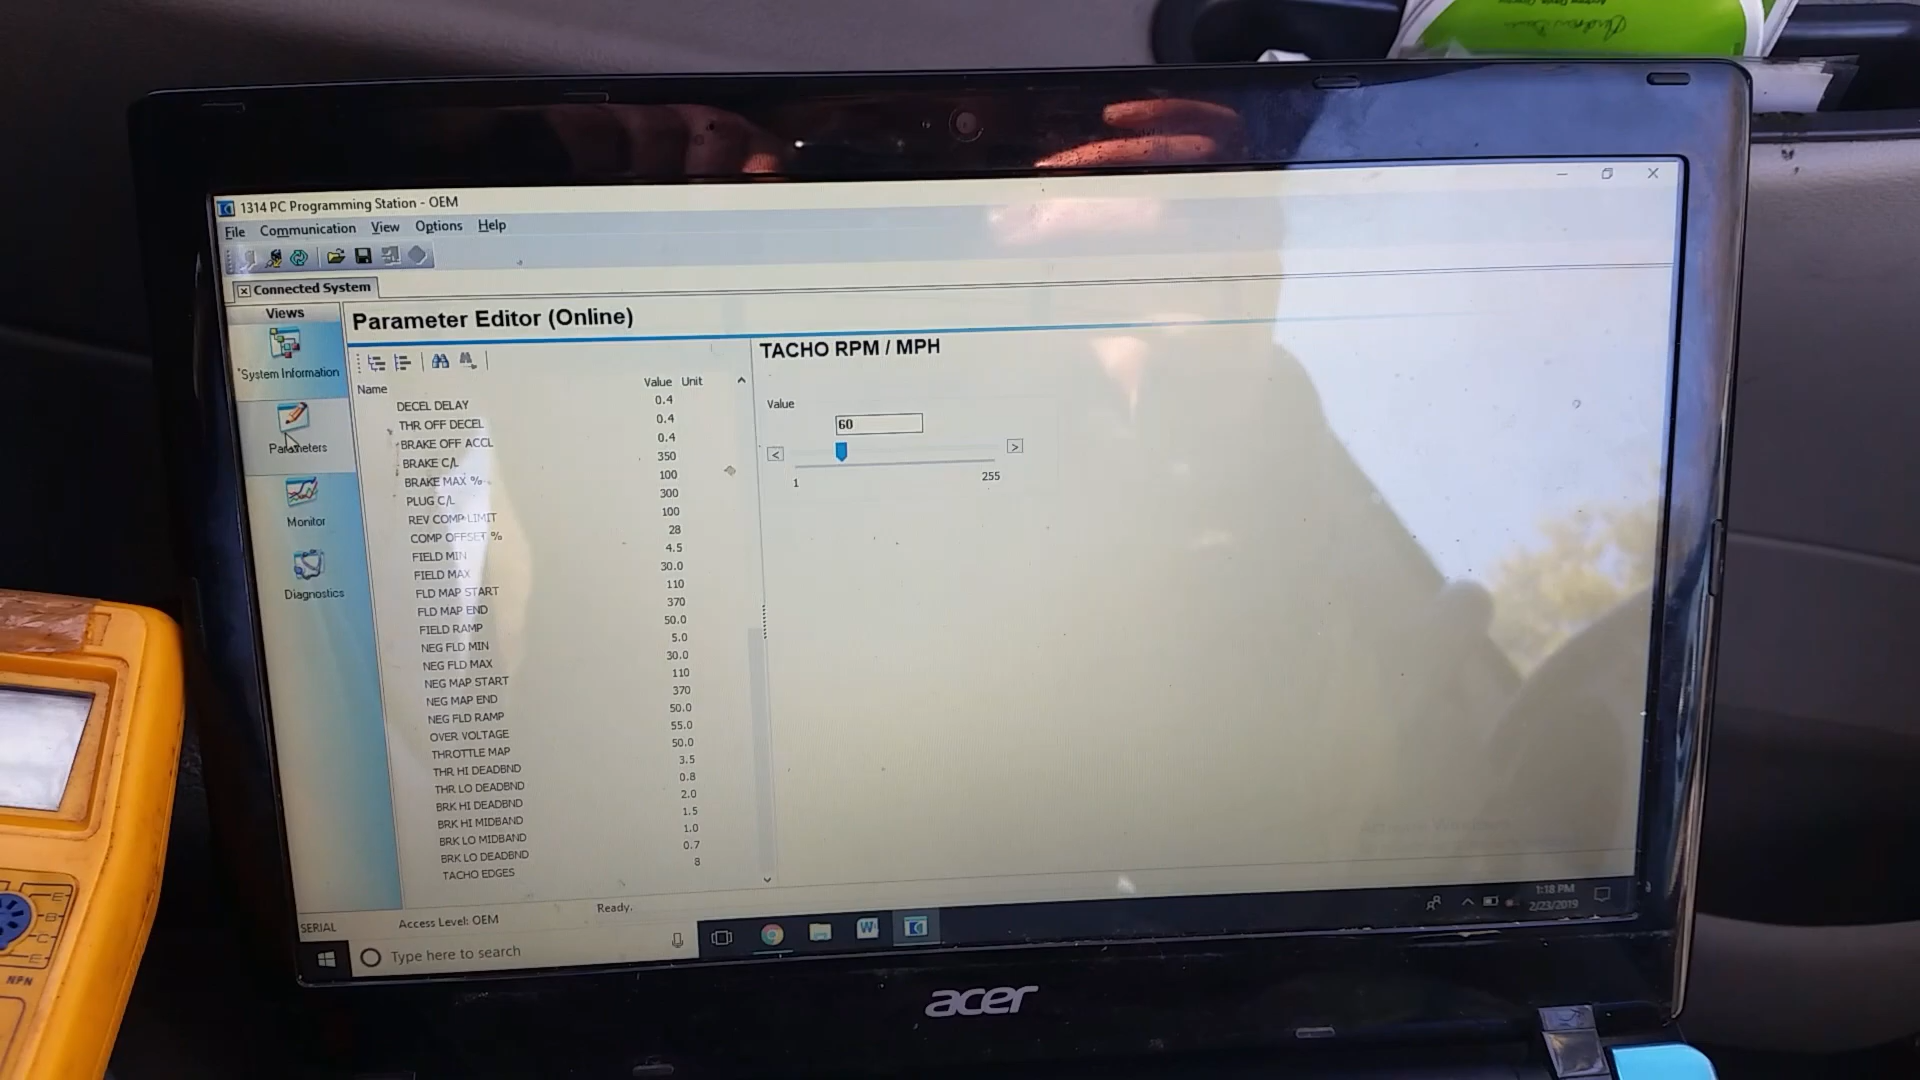 1314 PC Programming Station - OEM
File Communication View Options Help
Connected System
Views
System Information
Parameters
Monitor
Diagnostics
Parameter Editor (Online)
Name Value Unit
DECEL DELAY 0.4
THR OFF DECEL 0.4
BRAKE OFF ACCL 0.4
BRAKE C/L 350
BRAKE MAX % 100
PLUG C/L 300
REV COMP LIMIT 100
COMP OFFSET % 28
FIELD MIN 4.5
FIELD MAX 30.0
FLD MAP START 110
FLD MAP END 370
FIELD RAMP 50.0
NEG FLD MIN 5.0
NEG FLD MAX 30.0
NEG MAP START 110
NEG MAP END 370
NEG FLD RAMP 50.0
OVER VOLTAGE 55.0
THROTTLE MAP 50.0
THR HI DEADBND 3.5
THR LO DEADBND 0.8
BRK HI DEADBND 2.0
BRK HI MIDBAND 1.5
BRK LO MIDBAND 1.0
BRK LO DEADBND 0.7
TACHO EDGES 8
TACHO RPM / MPH
Value
60
< >
1 255
SERIAL Access Level: OEM Ready.
Type here to search
1:18 PM
2/23/2019
acer
E
B
C
E
NPN